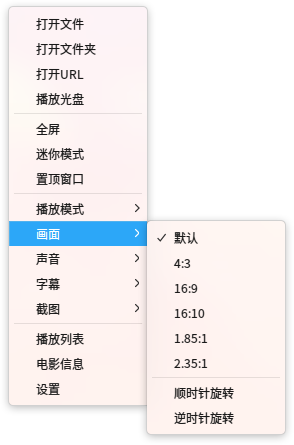 打开文件
打开文件夹
打开URL
播放光盘
全屏
迷你模式
置顶窗口
播放模式
画面
声音
字幕
截图
播放列表
电影信息
设置
默认
4:3
16:9
16:10
1.85:1
2.35:1
顺时针旋转
逆时针旋转